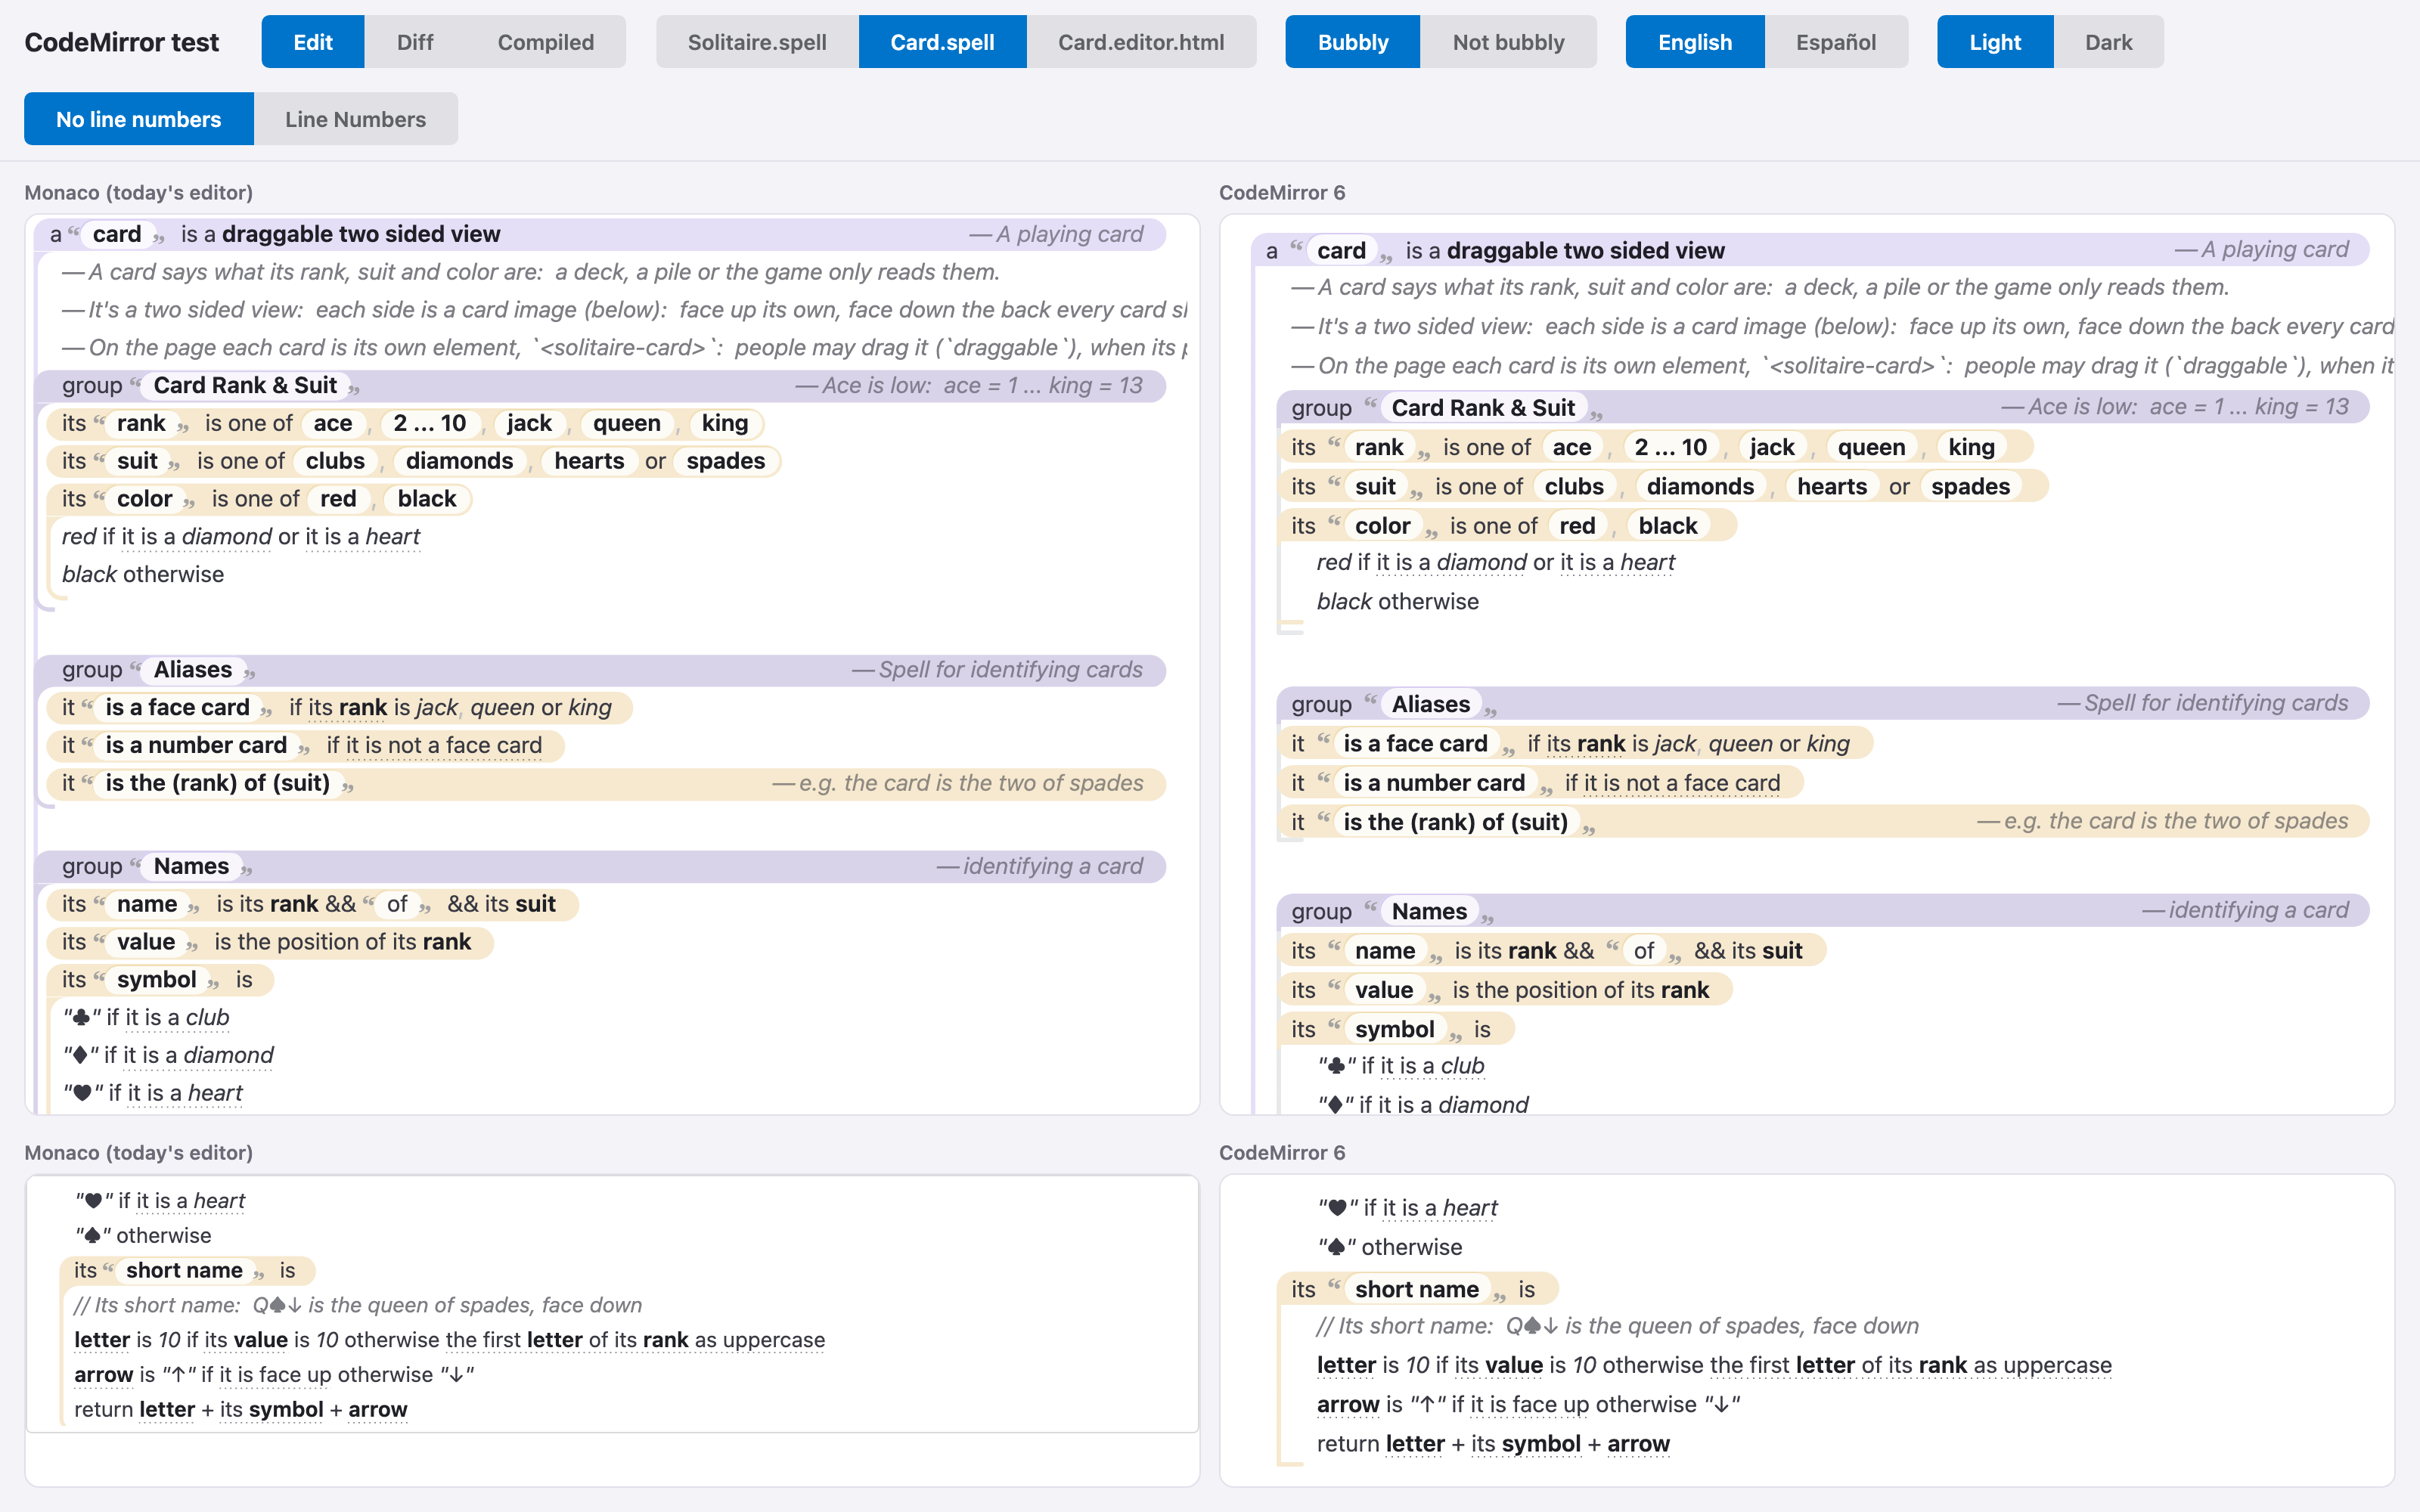 CodeMirror test
Edit Diff Compiled
Solitaire.spell Card.spell Card.editor.html
Bubbly Not bubbly
English Español
Light Dark
No line numbers Line Numbers
Monaco (today's editor)
a “ card „ is a draggable two sided view — A playing card
— A card says what its rank, suit and color are: a deck, a pile or the game only reads them.
— It's a two sided view: each side is a card image (below): face up its own, face down the back every card
— On the page each card is its own element, `<solitaire-card>`: people may drag it (`draggable`), when its
group “ Card Rank & Suit „ — Ace is low: ace = 1 … king = 13
its “ rank „ is one of ace , 2 … 10 , jack , queen , king
its “ suit „ is one of clubs , diamonds , hearts or spades
its “ color „ is one of red , black
red if it is a diamond or it is a heart
black otherwise
group “ Aliases „ — Spell for identifying cards
it “ is a face card „ if its rank is jack, queen or king
it “ is a number card „ if it is not a face card
it “ is the (rank) of (suit) „ — e.g. the card is the two of spades
group “ Names „ — identifying a card
its “ name „ is its rank && “ of „ && its suit
its “ value „ is the position of its rank
its “ symbol „ is
"♣" if it is a club
"♦" if it is a diamond
"♥" if it is a heart
CodeMirror 6
a “ card „ is a draggable two sided view — A playing card
— A card says what its rank, suit and color are: a deck, a pile or the game only reads them.
— It's a two sided view: each side is a card image (below): face up its own, face down the back every card
— On the page each card is its own element, `<solitaire-card>`: people may drag it (`draggable`), when it
group “ Card Rank & Suit „ — Ace is low: ace = 1 … king = 13
its “ rank „ is one of ace , 2 … 10 , jack , queen , king
its “ suit „ is one of clubs , diamonds , hearts or spades
its “ color „ is one of red , black
red if it is a diamond or it is a heart
black otherwise
group “ Aliases „ — Spell for identifying cards
it “ is a face card „ if its rank is jack, queen or king
it “ is a number card „ if it is not a face card
it “ is the (rank) of (suit) „ — e.g. the card is the two of spades
group “ Names „ — identifying a card
its “ name „ is its rank && “ of „ && its suit
its “ value „ is the position of its rank
its “ symbol „ is
"♣" if it is a club
"♦" if it is a diamond
Monaco (today's editor)
"♥" if it is a heart
"♠" otherwise
its “ short name „ is
// Its short name: Q♠↓ is the queen of spades, face down
letter is 10 if its value is 10 otherwise the first letter of its rank as uppercase
arrow is "↑" if it is face up otherwise "↓"
return letter + its symbol + arrow
CodeMirror 6
"♥" if it is a heart
"♠" otherwise
its “ short name „ is
// Its short name: Q♠↓ is the queen of spades, face down
letter is 10 if its value is 10 otherwise the first letter of its rank as uppercase
arrow is "↑" if it is face up otherwise "↓"
return letter + its symbol + arrow